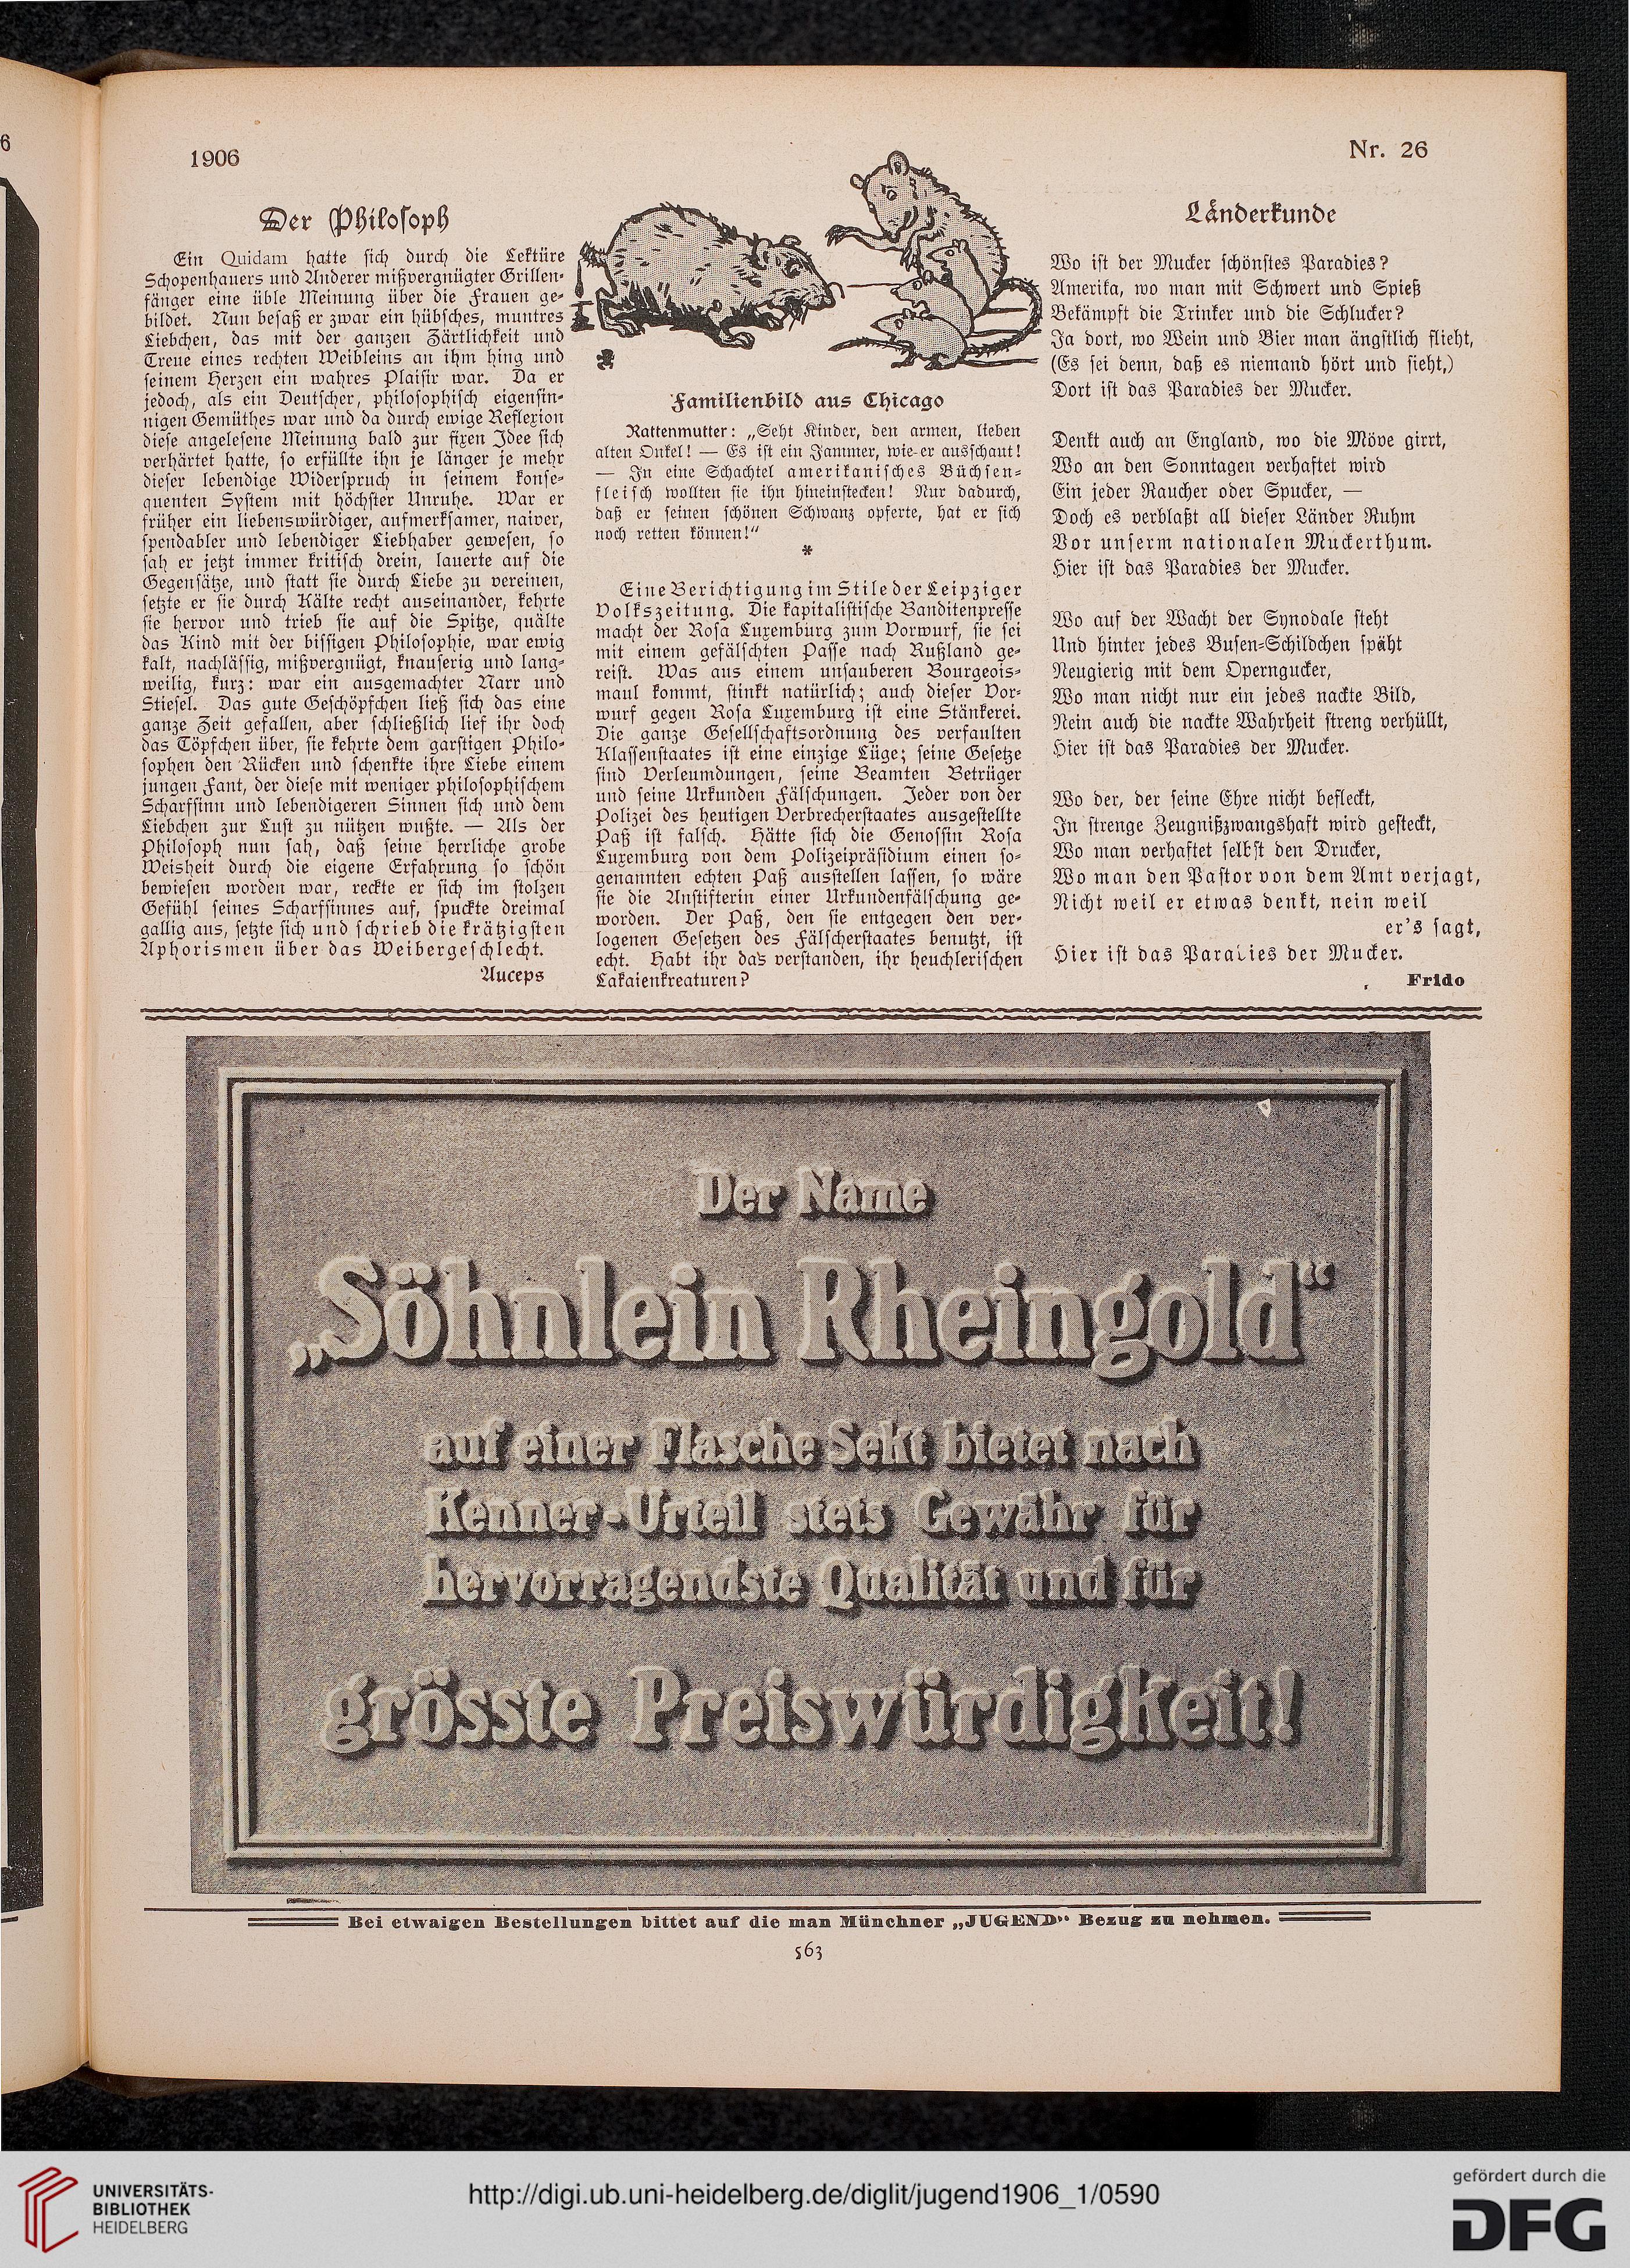 6
1906
Nr. 26
Der Philosoph
Ein Quidam hatte sich durch die Lektüre
Schopenhauers und Anderer mißvergnügter Grillen-
fänger eine üble Meinung über die Frauen ge-
bildet. Nun besaß er zwar ein hübsches, muntres
Liebchen, das mit der ganzen Zärtlichkeit und
Treue eines rechten Weibleins an ihm hing und
seinem Herzen ein wahres Plaisir war. Da er
jedoch, als ein Deutscher, philosophisch eigensin-
nigen Gemüthes war und da durch ewige Reflexion
diese angelesene Meinung bald zur fixen Idee sich
verhärtet hatte, so erfüllte ihn je länger je mehr
dieser lebendige Widerspruch in seinem konse-
quenten System mit höchster Unruhe. War er
früher ein liebenswürdiger, aufmerksamer, naiver,
spendabler und lebendiger Liebhaber gewesen, so
sah er jetzt immer kritisch drein, lauerte auf die
Gegensätze, und statt sie durch Liebe zu vereinen,
setzte er sie durch Kälte recht auseinander, kehrte
sie hervor und trieb sie auf die Spitze, quälte
das Kind mit der bissigen Philosophie, war ewig
kalt, nachlässig, mißvergnügt, knauserig und lang-
weilig, kurz: war ein ausgemachter Narr und
Stiesel. Das gute Geschöpfchen ließ sich das eine
ganze Zeit gefallen, aber schließlich lief ihr doch
das Töpfchen über, sie kehrte dem garstigen Philo-
sophen den Rücken und schenkte ihre Liebe einem
jungen Fant, der diese mit weniger philosophischem
Scharfsinn und lebendigeren Sinnen sich und dem
Liebchen zur Lust zu nützen wußte. — Als der
Philosoph nun sah, daß seine herrliche grobe
Weisheit durch die eigene Erfahrung so schön
bewiesen worden war, reckte er sich im stolzen
Gefühl seines Scharfsinnes auf, spuckte dreimal
gallig aus, setzte sich und schrieb die krätzigsten
Aphorismen über das Weibergeschlecht.
Auceps
Familienbild aus Chicago
Rattenmutter: „Seht Kinder, den armen, lieben
alten Onkel! — Es ist ein Jammer, wie er ausschaut!
— In eine Schachtel amerikanisches Büchsen-
fleisch wollten sie ihn hineinstecken! Nur dadurch,
daß er seinen schönen Schwanz opferte, hat er sich
noch retten können!“
*
Eine Berichtigung im Stile der Leipziger
Volkszeitung. Die kapitalistische Banditenpresse
macht der Rosa Luxemburg zum Vorwurf, sie sei
mit einem gefälschten Passe nach Rußland ge-
reist. Was aus einem unsauberen Bourgeois-
maul kommt, stinkt natürlich; auch dieser Vor-
wurf gegen Rosa Luxemburg ist eine Stänkerei.
Die ganze Gesellschaftsordnung des verfaulten
Klassenstaates ist eine einzige Lüge; seine Gesetze
sind Verleumdungen, seine Beamten Betrüger
und seine Urkunden Fälschungen. Jeder von der
Polizei des heutigen Verbrecherstaates ausgestellte
Paß ist falsch. Hätte sich die Genossin Rosa
Luxemburg von dem Polizeipräsidium einen so-
genannten echten Paß ausstellen lassen, so wäre
sie die Anstifterin einer Urkundenfälschung ge-
worden. Der Paß, den sie entgegen den ver-
logenen Gesetzen des Fälscherstaates benutzt, ist
echt. Habt ihr das verstanden, ihr heuchlerischen
Lakaienkreaturen?
Länderkunde
Wo ist der Mucker schönstes Paradies?
Amerika, wo man mit Schwert und Spieß
Bekämpft die Trinker und die Schlucker?
Ja dort, wo Wein und Bier man ängstlich flieht,
(Es sei denn, daß es niemand hört und sieht,)
Dort ist das Paradies der Mucker.
Denkt auch an England, wo die Möve girrt,
Wo an den Sonntagen verhaftet wird
Ein jeder Raucher oder Spucker, —
Doch es verblaßt all dieser Länder Ruhm
Vor unserm nationalen Muckerthum.
Hier ist das Paradies der Mucker.
Wo auf der Wacht der Synodale steht
Und hinter jedes Busen-Schildchen späht
Neugierig mit dem Operngucker,
Wo man nicht nur ein jedes nackte Bild,
Nein auch die nackte Wahrheit streng verhüllt,
Hier ist das Paradies der Mucker.
Wo der, der seine Ehre nicht befleckt,
In strenge Zeugnißzwangshaft wird gesteckt,
Wo man verhaftet selbst den Drucker,
Wo man den Pastor von dem Amt verjagt,
Nicht weil er etwas denkt, nein weil
er's sagt,
Hier ist das Paradies der Mucker.
Frido
Der Name
„Söhnlein Rheingold“
auf einer Flasche Sekt bietet nach
Kenner-Urteil stets Gewähr für
hervorragendste Qualität und für
grösste Preiswürdigkeit!
Bei etwaigen Bestellungen bittet auf die man Münchner „JUGEND“ Bezug zu nehmen.
563
UNIVERSITÄTS-
BIBLIOTHEK
HEIDELBERG
http://digi.ub.uni-heidelberg.de/diglit/jugend1906_1/0590
gefördert durch die
DFG